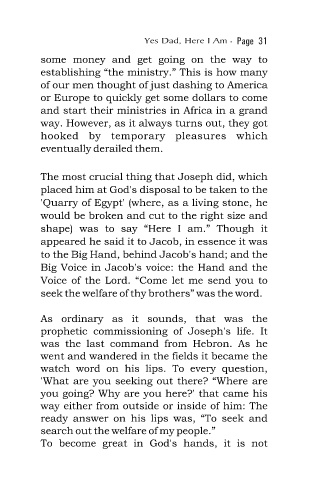 Yes Dad, Here I Am - Page 31
some money and get going on the way to
establishing “the ministry.” This is how many
of our men thought of just dashing to America
or Europe to quickly get some dollars to come
and start their ministries in Africa in a grand
way. However, as it always turns out, they got
hooked by temporary pleasures which
eventually derailed them.
The most crucial thing that Joseph did, which
placed him at God's disposal to be taken to the
'Quarry of Egypt' (where, as a living stone, he
would be broken and cut to the right size and
shape) was to say “Here I am.” Though it
appeared he said it to Jacob, in essence it was
to the Big Hand, behind Jacob's hand; and the
Big Voice in Jacob's voice: the Hand and the
Voice of the Lord. “Come let me send you to
seek the welfare of thy brothers” was the word.
As ordinary as it sounds, that was the
prophetic commissioning of Joseph's life. It
was the last command from Hebron. As he
went and wandered in the fields it became the
watch word on his lips. To every question,
'What are you seeking out there? “Where are
you going? Why are you here?' that came his
way either from outside or inside of him: The
ready answer on his lips was, “To seek and
search out the welfare of my people.”
To become great in God's hands, it is not